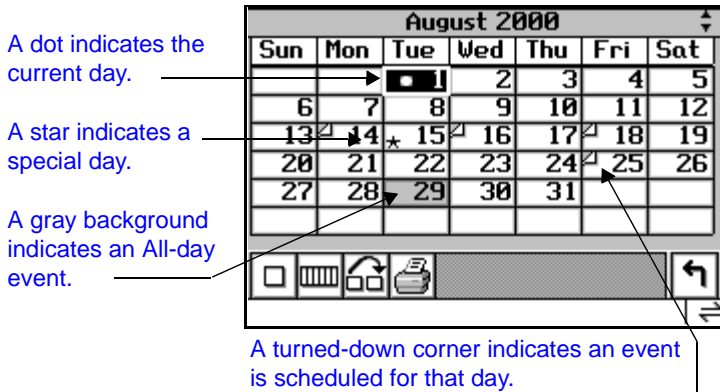 August 2000
A dot indicates the
current day.
Sun Mon Tue Wed Thu Fri Sat
1 2 3 4 5
6 7 8 9 10 11 12
A star indicates a
special day.
13 14 15 16 17 18 19
20 21 22 23 24 25 26
27 28 29 30 31
A gray background
indicates an All-day
event.
A turned-down corner indicates an event
is scheduled for that day.